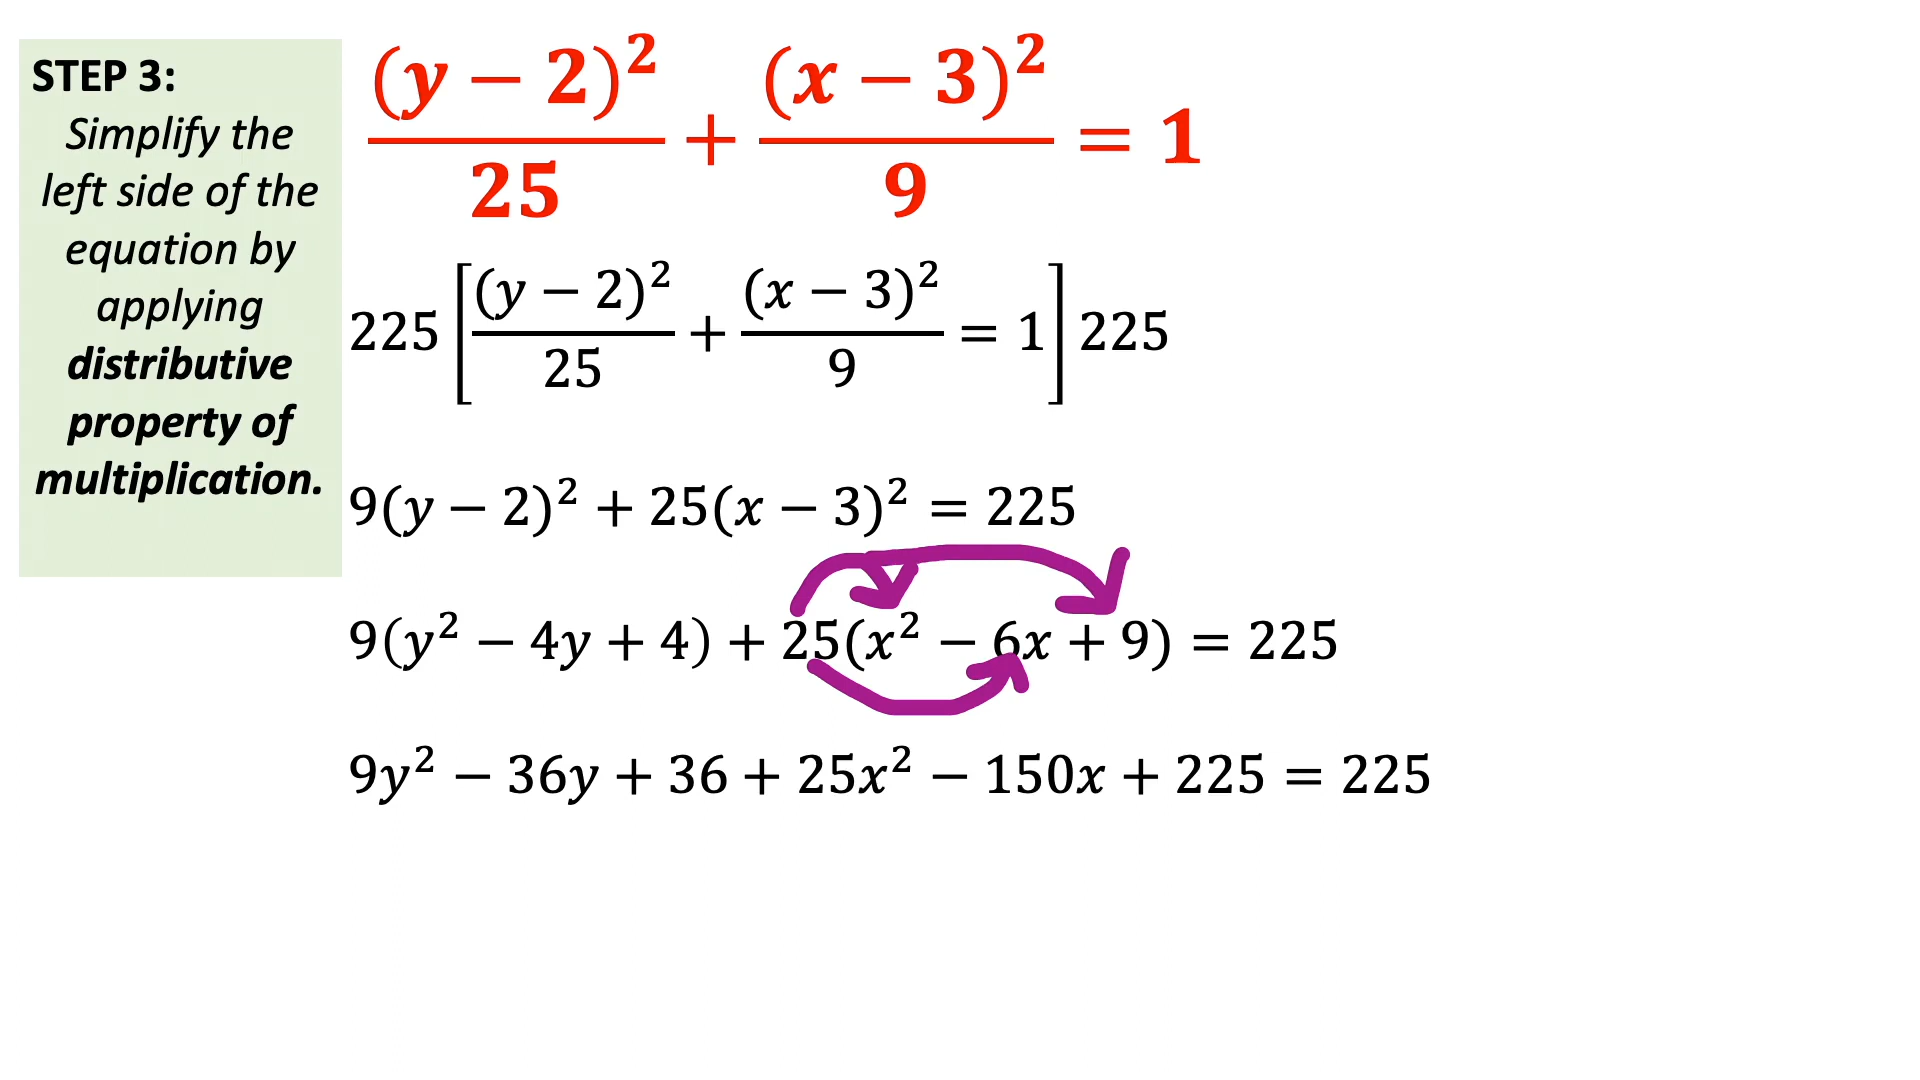 STEP 3:
Simplify the
left side of the
equation by
applying
distributive
property of
multiplication.
(y − 2)²/25 + (x − 3)²/9 = 1
225 [(y − 2)²/25 + (x − 3)²/9 = 1] 225
9(y − 2)² + 25(x − 3)² = 225
9(y² − 4y + 4) + 25(x² − 6x + 9) = 225
9y² − 36y + 36 + 25x² − 150x + 225 = 225